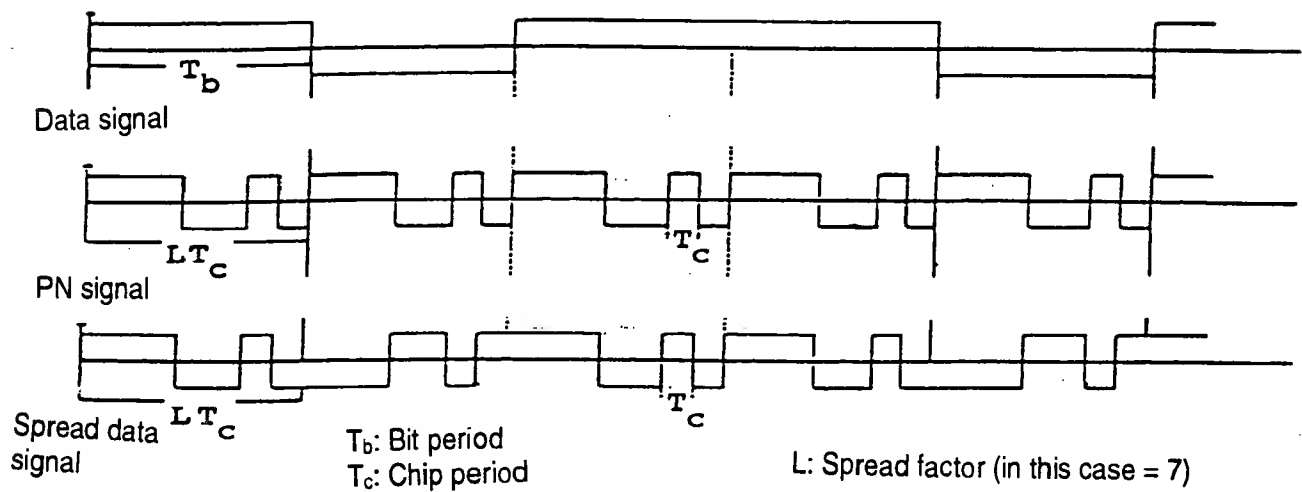 T_b
Data signal
LT_c
T_c
PN signal
LT_c
T_c
Spread data
signal
T_b: Bit period
T_c: Chip period
L: Spread factor (in this case = 7)